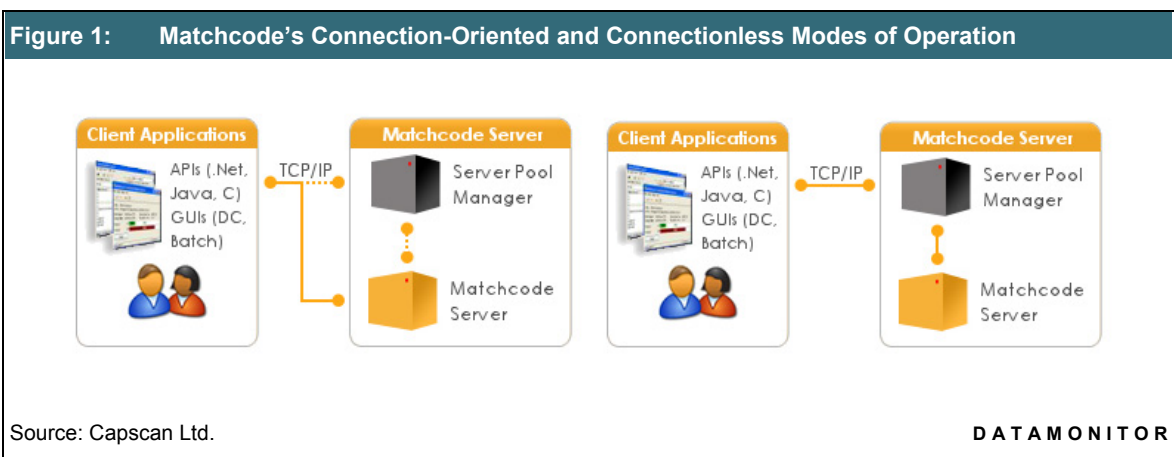 Figure 1: Matchcode's Connection-Oriented and Connectionless Modes of Operation
Client Applications
APIs (.Net,
Java, C)
GUIs (DC,
Batch)
TCP/IP
Matchcode Server
Server Pool
Manager
Matchcode
Server
Client Applications
APIs (.Net,
Java, C)
GUIs (DC,
Batch)
TCP/IP
Matchcode Server
Server Pool
Manager
Matchcode
Server
Source: Capscan Ltd.
DATAMONITOR